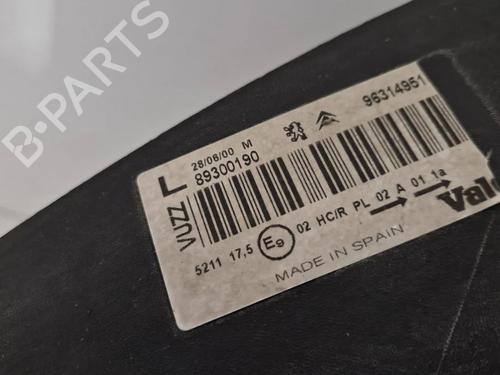 B-PARTS
VUZZ
L
28/06/00 M
89300190
96314951
5211 17,5 E9 02 HC/R PL 02 A 01 1a
MADE IN SPAIN